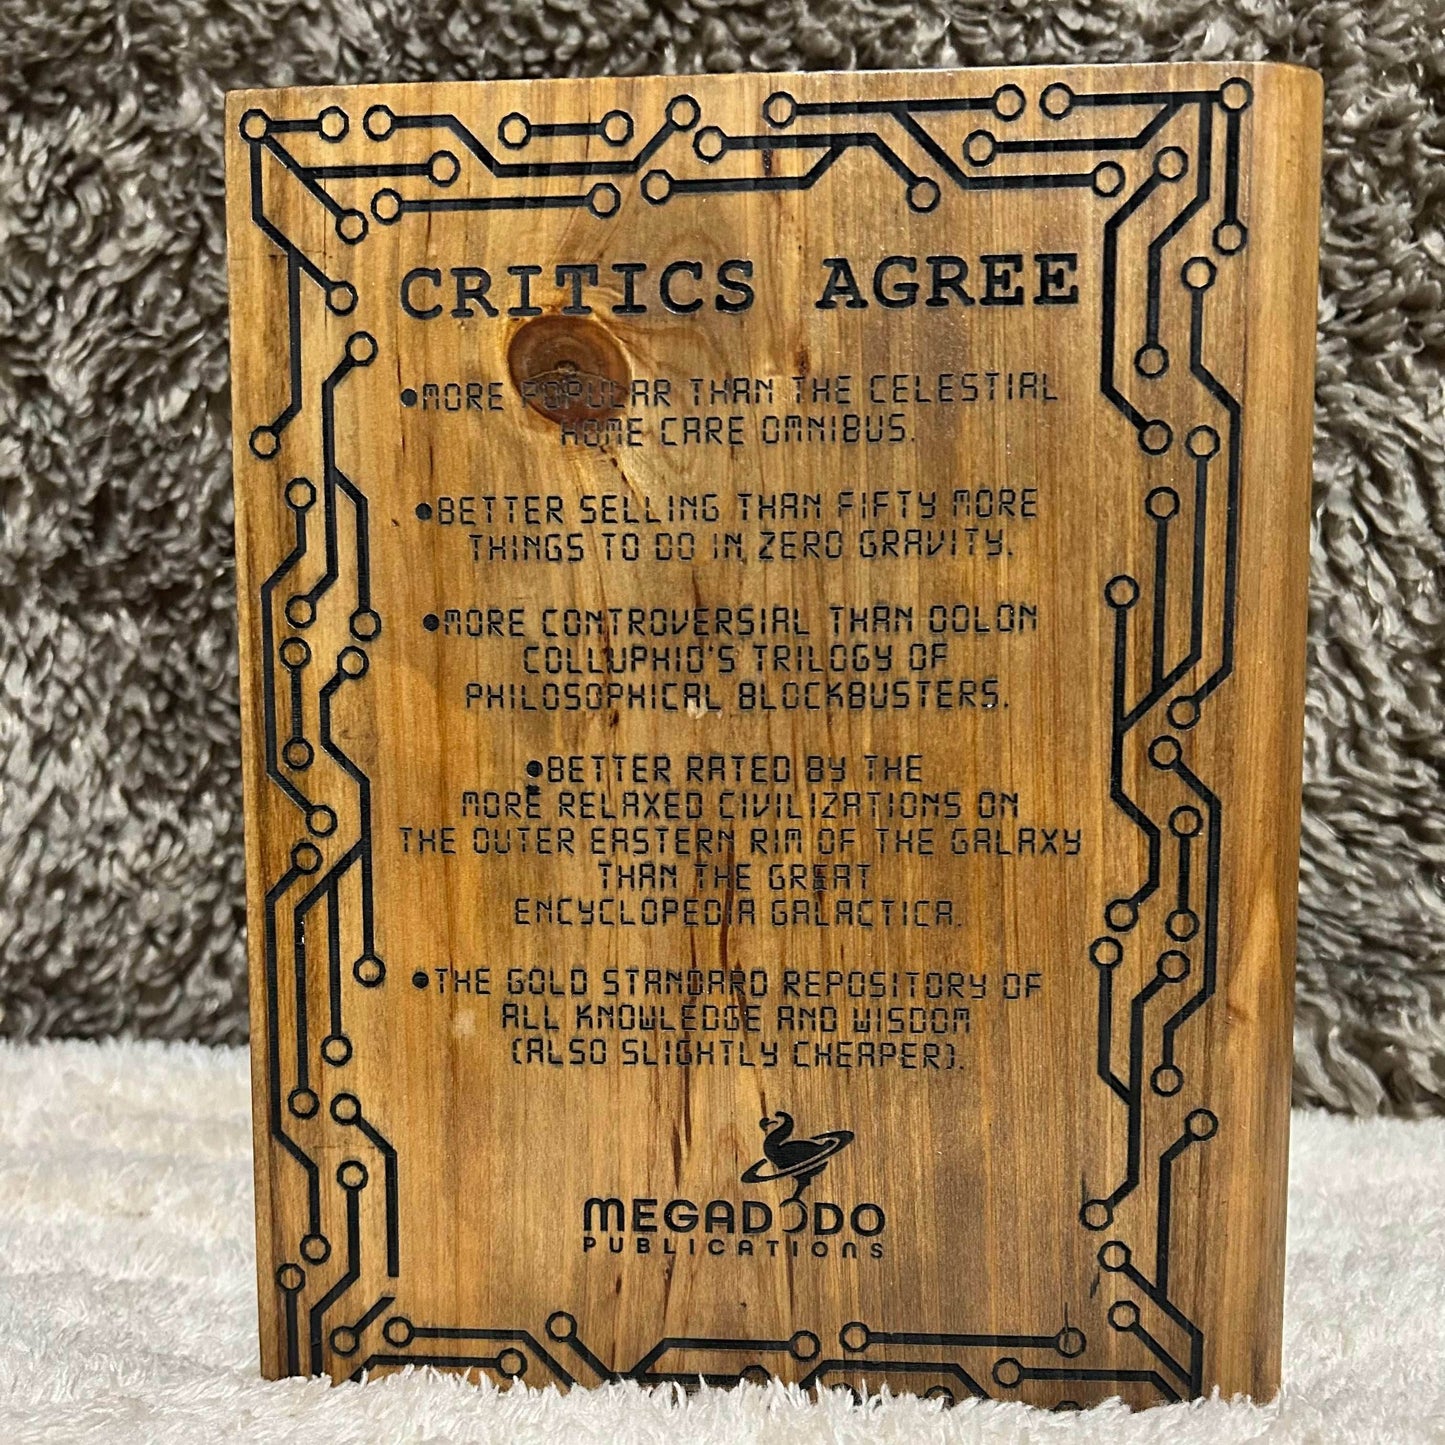 CRITICS AGREE
•MORE POPULAR THAN THE CELESTIAL
HOME CARE OMNIBUS.
•BETTER SELLING THAN FIFTY MORE
THINGS TO DO IN ZERO GRAVITY.
•MORE CONTROVERSIAL THAN OOLON
COLLUPHID'S TRILOGY OF
PHILOSOPHICAL BLOCKBUSTERS.
•BETTER RATED BY THE
MORE RELAXED CIVILIZATIONS ON
THE OUTER EASTERN RIM OF THE GALAXY
THAN THE GREAT
ENCYCLOPEDIA GALACTICA.
•THE GOLD STANDARD REPOSITORY OF
ALL KNOWLEDGE AND WISDOM
(ALSO SLIGHTLY CHEAPER).
MEGADODO
PUBLICATIONS